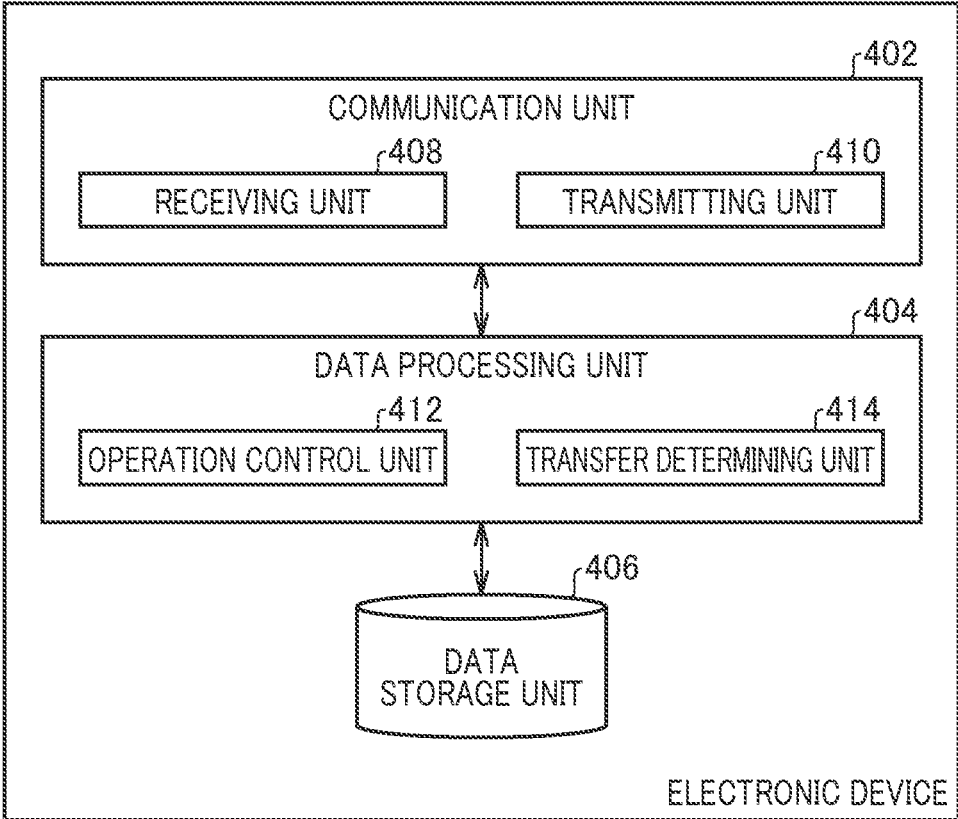 402
COMMUNICATION UNIT
408
410
RECEIVING UNIT
TRANSMITTING UNIT
404
DATA PROCESSING UNIT
412
414
OPERATION CONTROL UNIT
TRANSFER DETERMINING UNIT
406
DATA
STORAGE UNIT
ELECTRONIC DEVICE